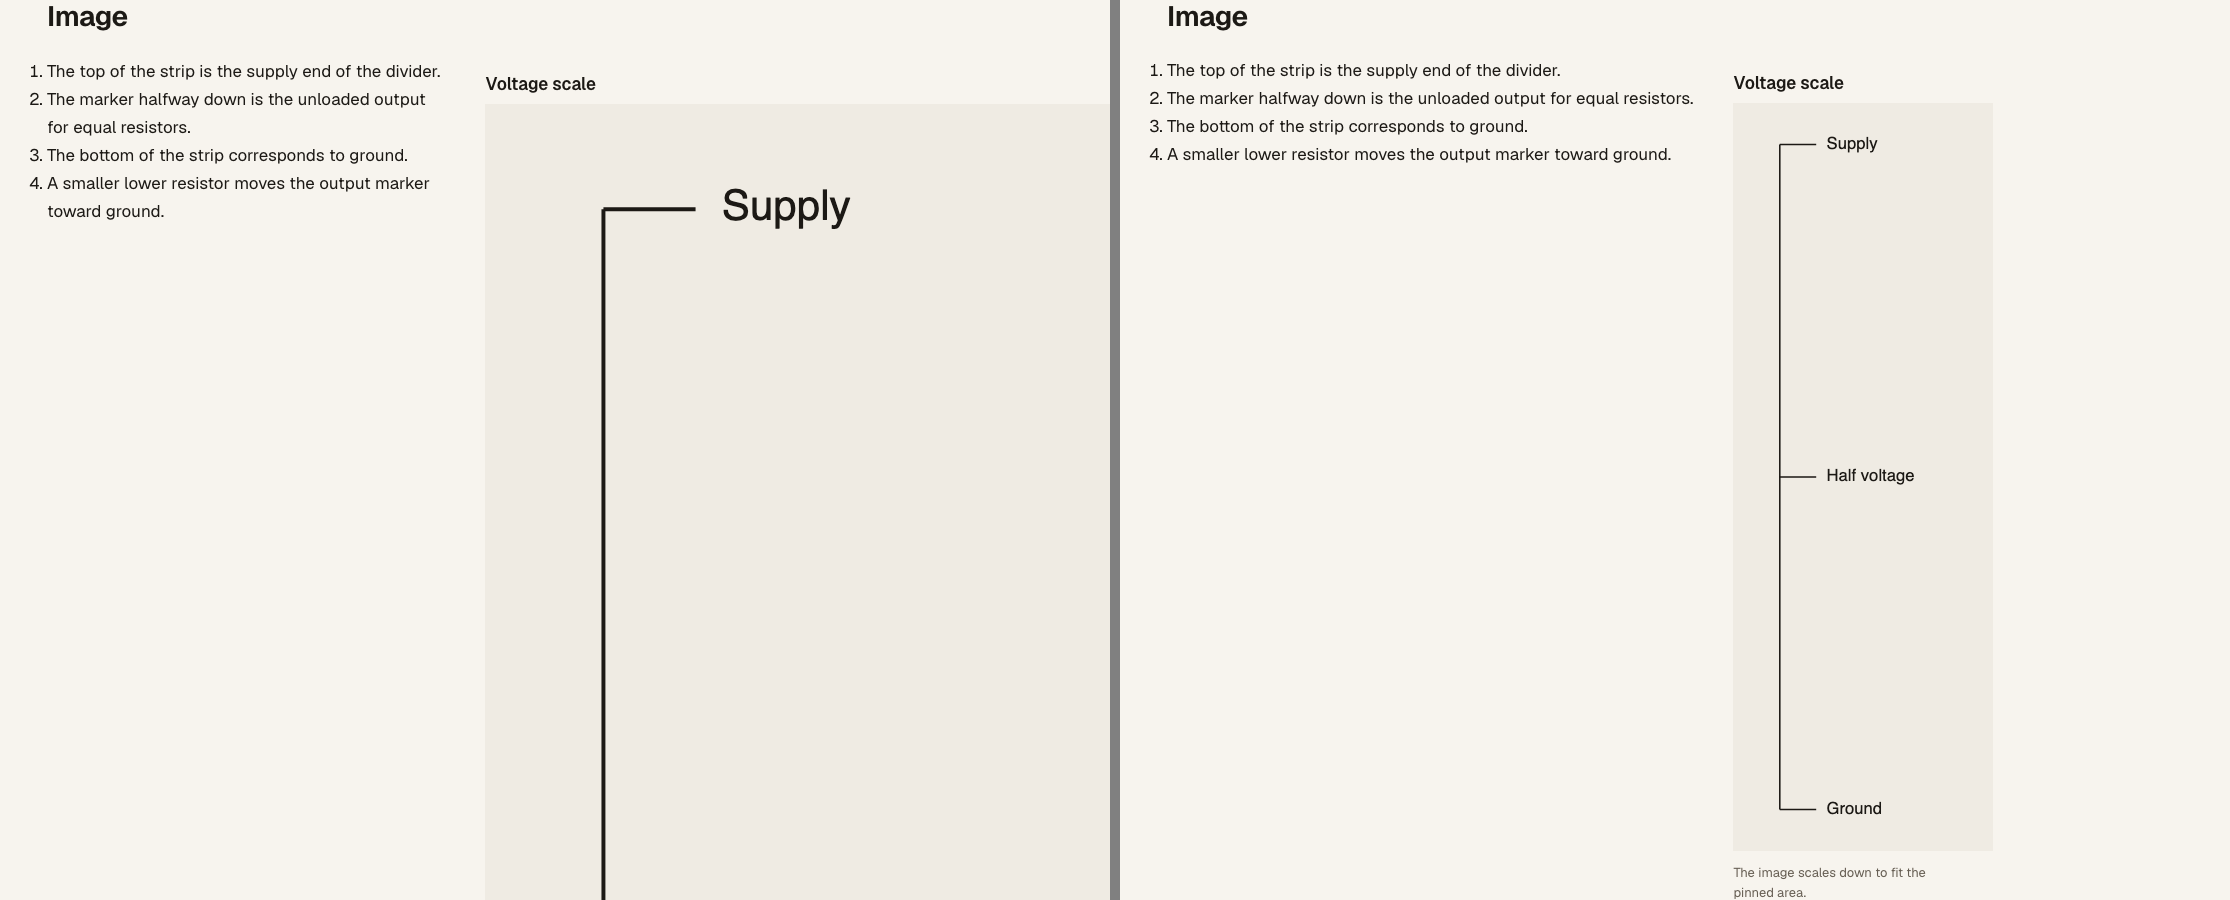 Image
1. The top of the strip is the supply end of the divider.
2. The marker halfway down is the unloaded output
for equal resistors.
3. The bottom of the strip corresponds to ground.
4. A smaller lower resistor moves the output marker
toward ground.
Voltage scale
Supply
Image
1. The top of the strip is the supply end of the divider.
2. The marker halfway down is the unloaded output for equal resistors.
3. The bottom of the strip corresponds to ground.
4. A smaller lower resistor moves the output marker toward ground.
Voltage scale
Supply
Half voltage
Ground
The image scales down to fit the
pinned area.